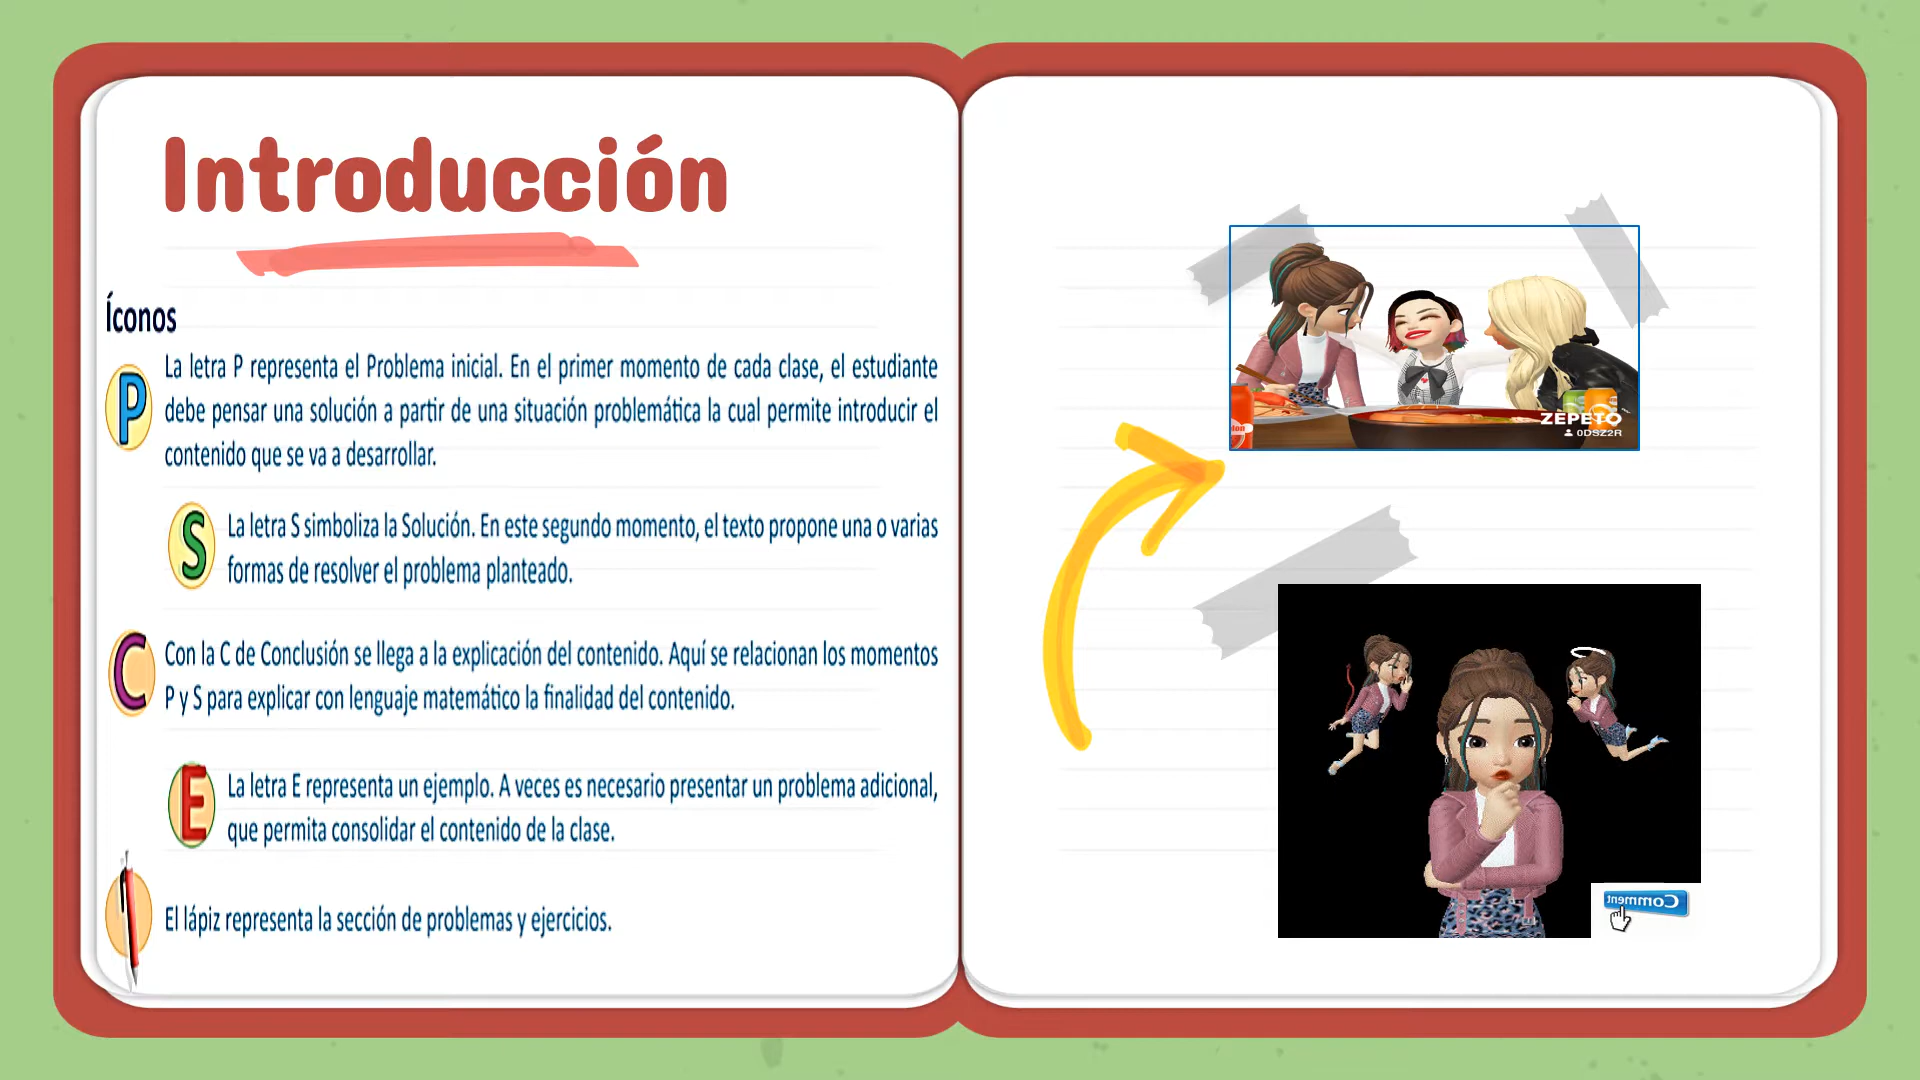 Introducción
Íconos
P
La letra P representa el Problema inicial. En el primer momento de cada clase, el estudiante
debe pensar una solución a partir de una situación problemática la cual permite introducir el
contenido que se va a desarrollar.
S
La letra S simboliza la Solución. En este segundo momento, el texto propone una o varias
formas de resolver el problema planteado.
C
Con la C de Conclusión se llega a la explicación del contenido. Aquí se relacionan los momentos
P y S para explicar con lenguaje matemático la finalidad del contenido.
E
La letra E representa un ejemplo. A veces es necesario presentar un problema adicional,
que permita consolidar el contenido de la clase.
El lápiz representa la sección de problemas y ejercicios.
ZEPETO
0DSZ2R
Comment